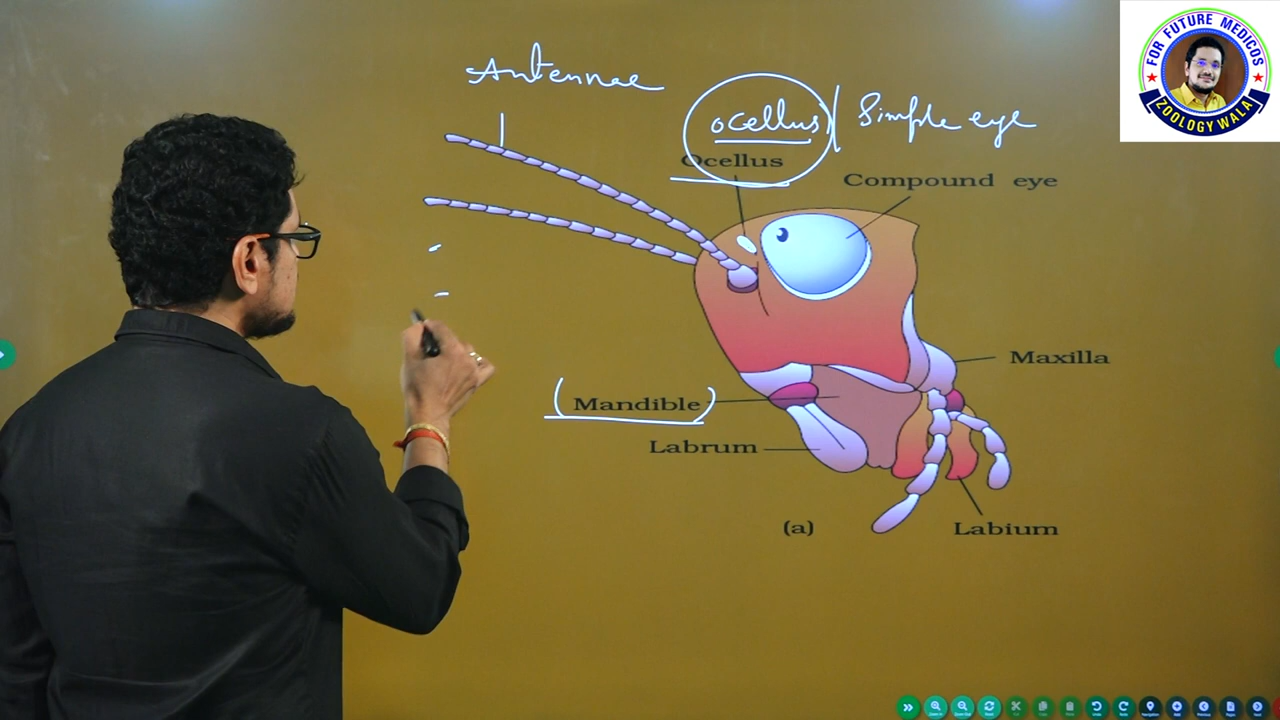 FOR FUTURE MEDICOS
ZOOLOGY WALA
Antennae
ocellus
Simple eye
Ocellus
Compound eye
Maxilla
Mandible
Labrum
Labium
(a)